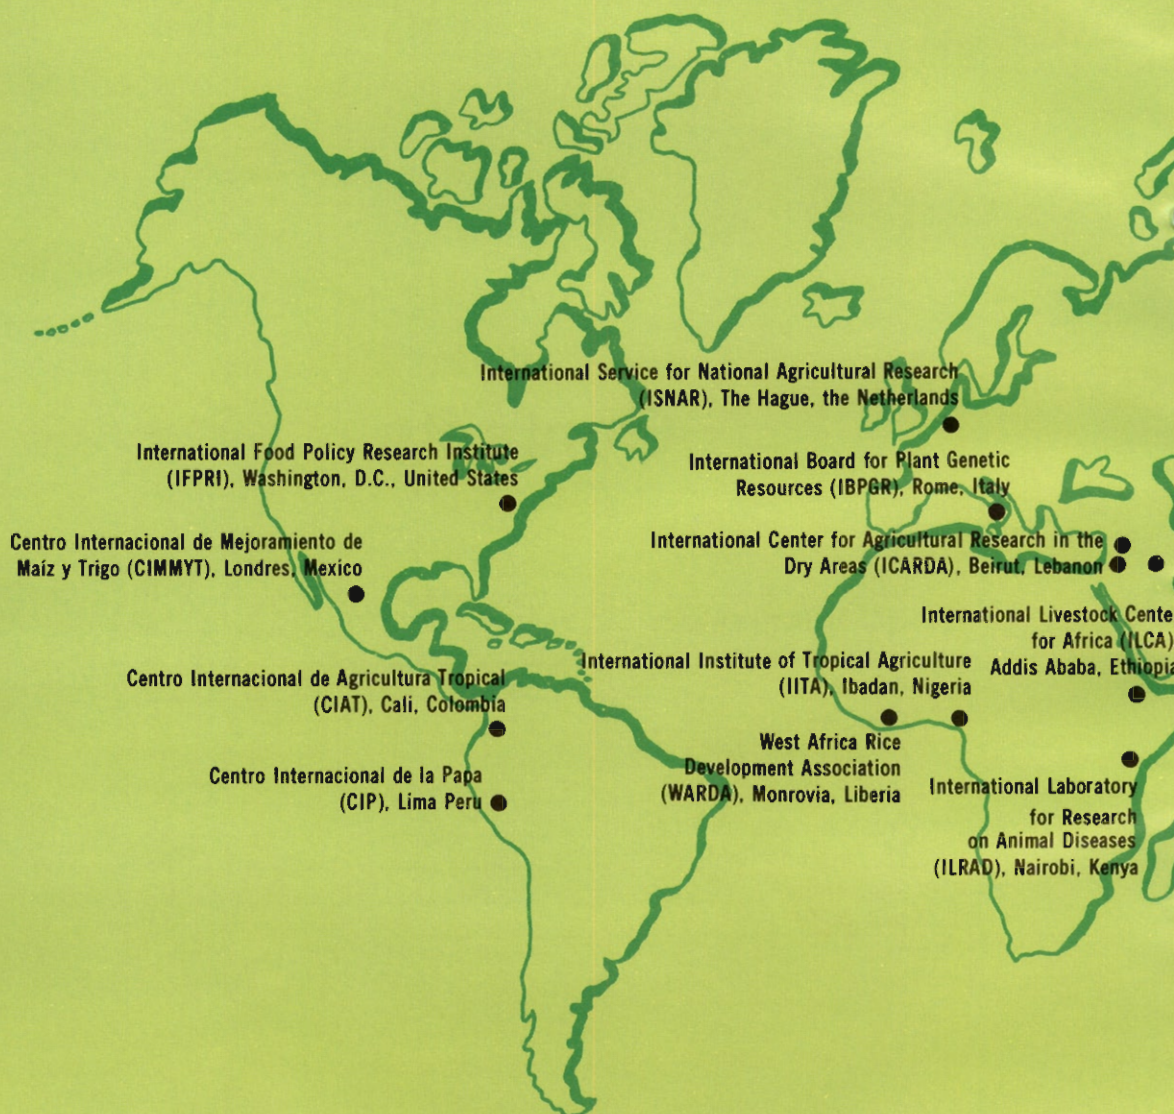 International Service for National Agricultural Research
(ISNAR), The Hague, the Netherlands
International Food Policy Research Institute
(IFPRI), Washington, D.C., United States
International Board for Plant Genetic
Resources (IBPGR), Rome, Italy
Centro Internacional de Mejoramiento de
Maíz y Trigo (CIMMYT), Londres, Mexico
International Center for Agricultural Research in the
Dry Areas (ICARDA), Beirut, Lebanon
International Livestock Cente
for Africa (ILCA)
Addis Ababa, Ethiopia
International Institute of Tropical Agriculture
(IITA), Ibadan, Nigeria
Centro Internacional de Agricultura Tropical
(CIAT), Cali, Colombia
West Africa Rice
Development Association
(WARDA), Monrovia, Liberia
Centro Internacional de la Papa
(CIP), Lima Peru
International Laboratory
for Research
on Animal Diseases
(ILRAD), Nairobi, Kenya